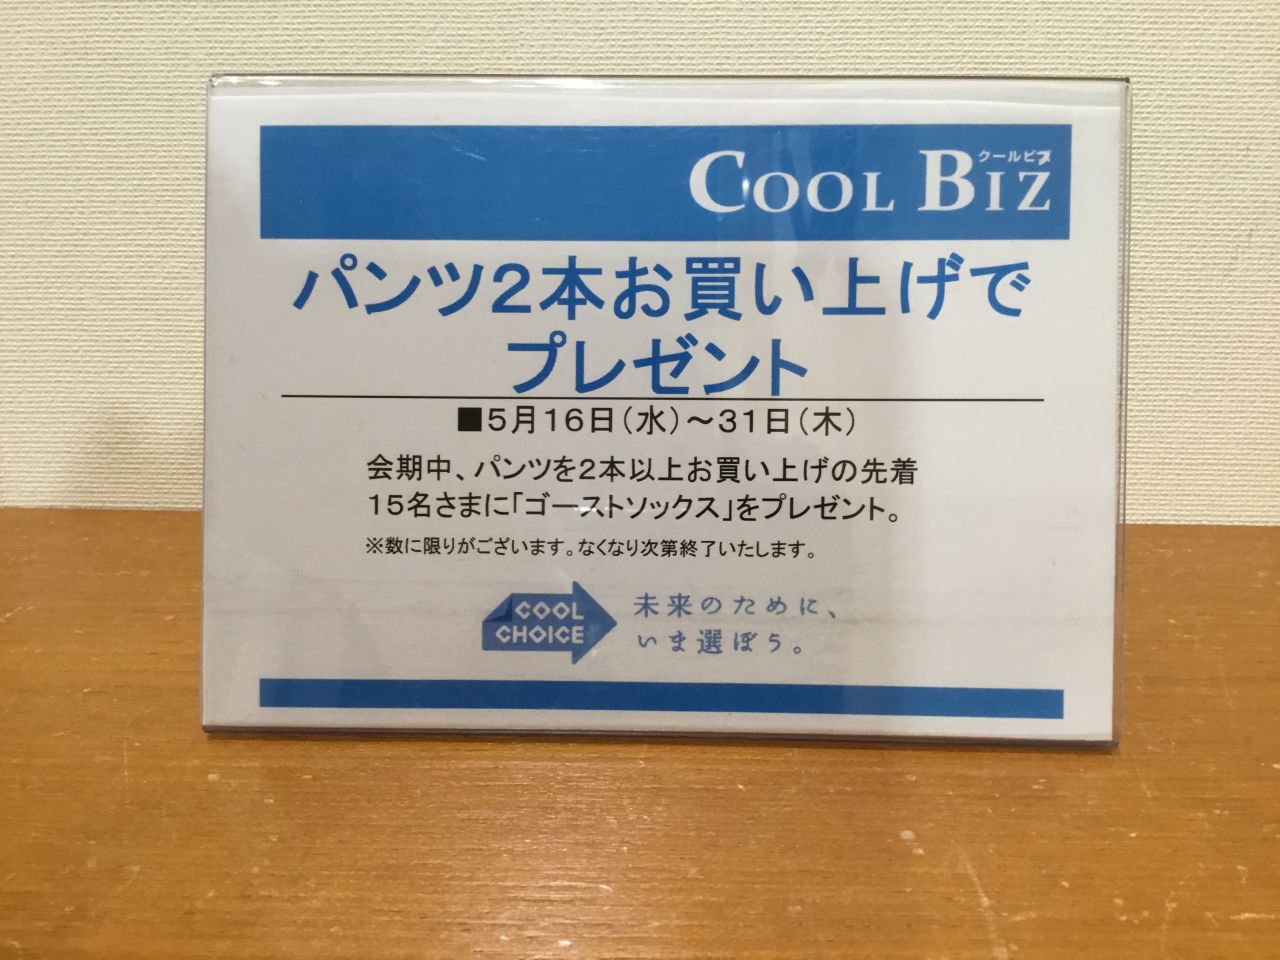 クールビズ
COOL BIZ
パンツ2本お買い上げで
プレゼント
■5月16日(水)～31日(木)
会期中、パンツを2本以上お買い上げの先着
15名さまに「ゴーストソックス」をプレゼント。
※数に限りがございます。なくなり次第終了いたします。
COOL CHOICE
未来のために、
いま選ぼう。